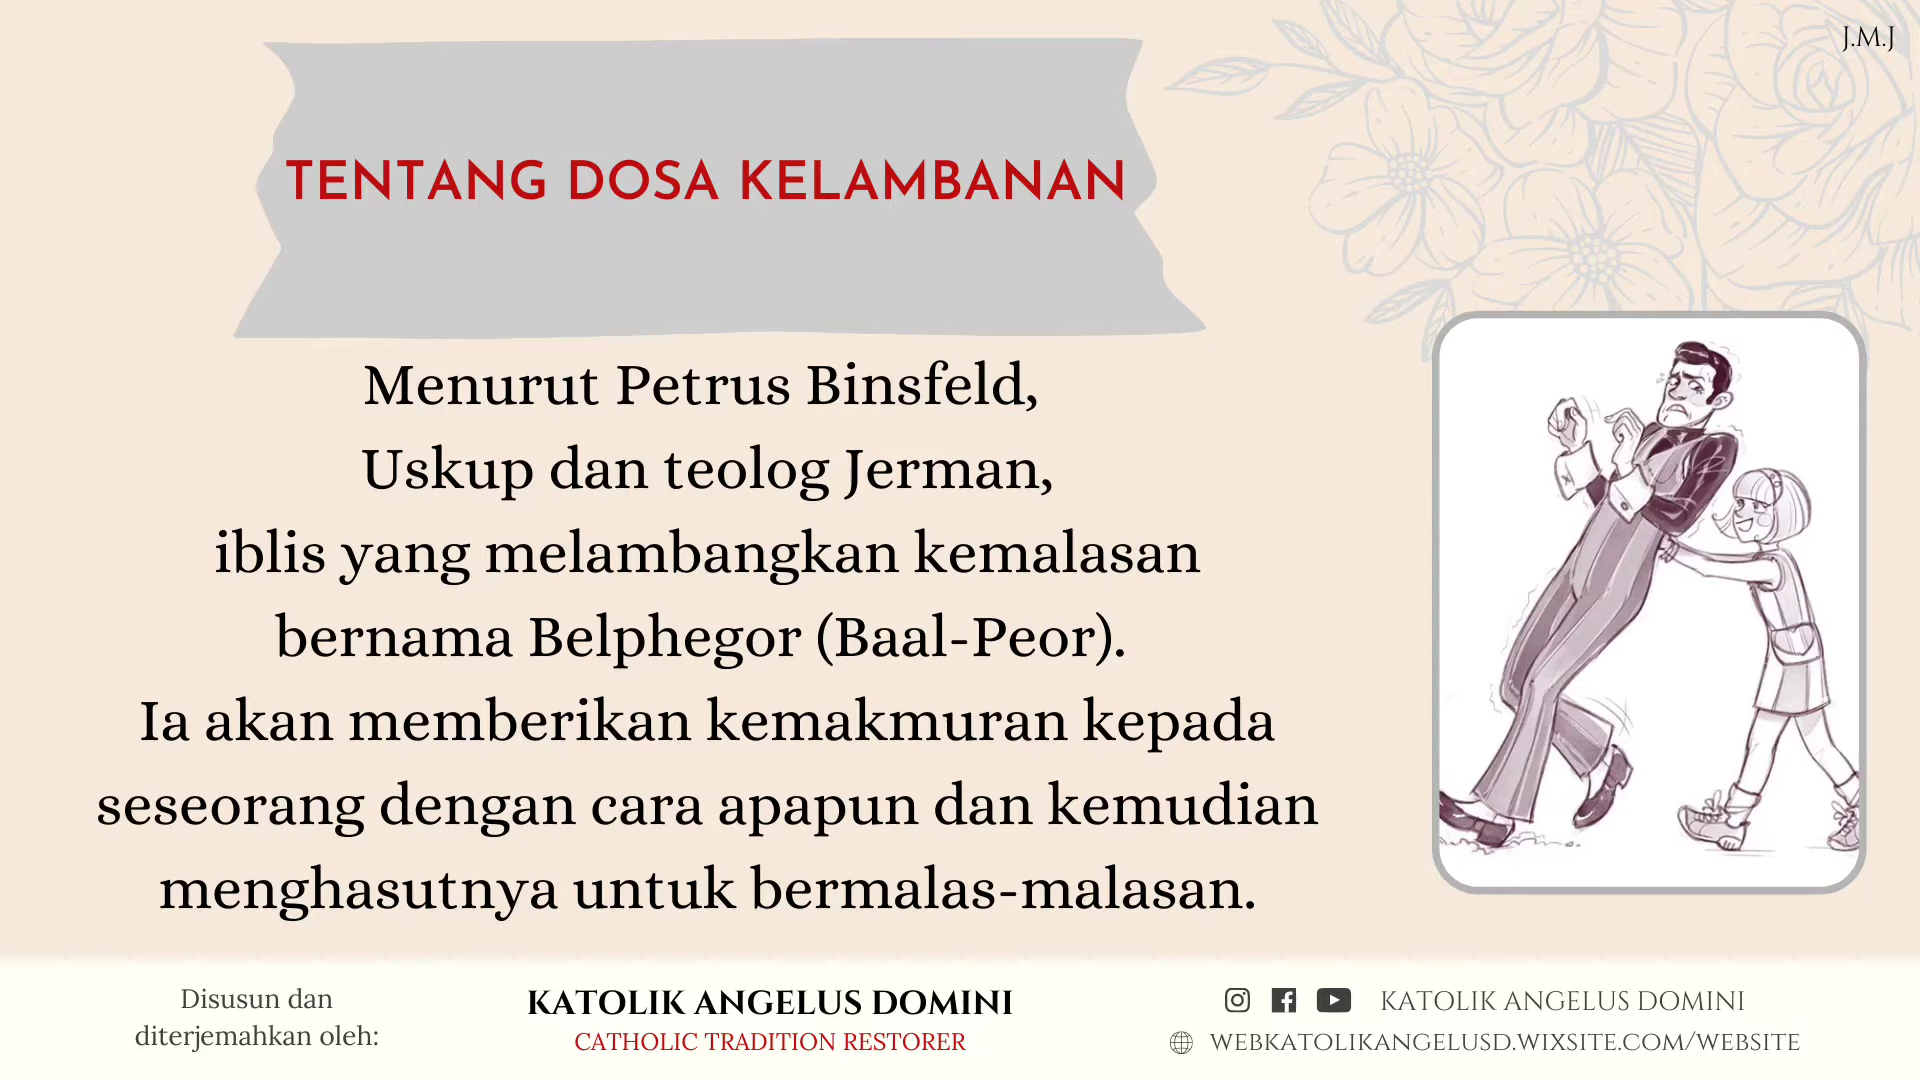 J.M.J
TENTANG DOSA KELAMBANAN
Menurut Petrus Binsfeld,
Uskup dan teolog Jerman,
iblis yang melambangkan kemalasan
bernama Belphegor (Baal-Peor).
Ia akan memberikan kemakmuran kepada
seseorang dengan cara apapun dan kemudian
menghasutnya untuk bermalas-malasan.
Disusun dan
diterjemahkan oleh:
KATOLIK ANGELUS DOMINI
CATHOLIC TRADITION RESTORER
KATOLIK ANGELUS DOMINI
WEBKATOLIKANGELUSD.WIXSITE.COM/WEBSITE